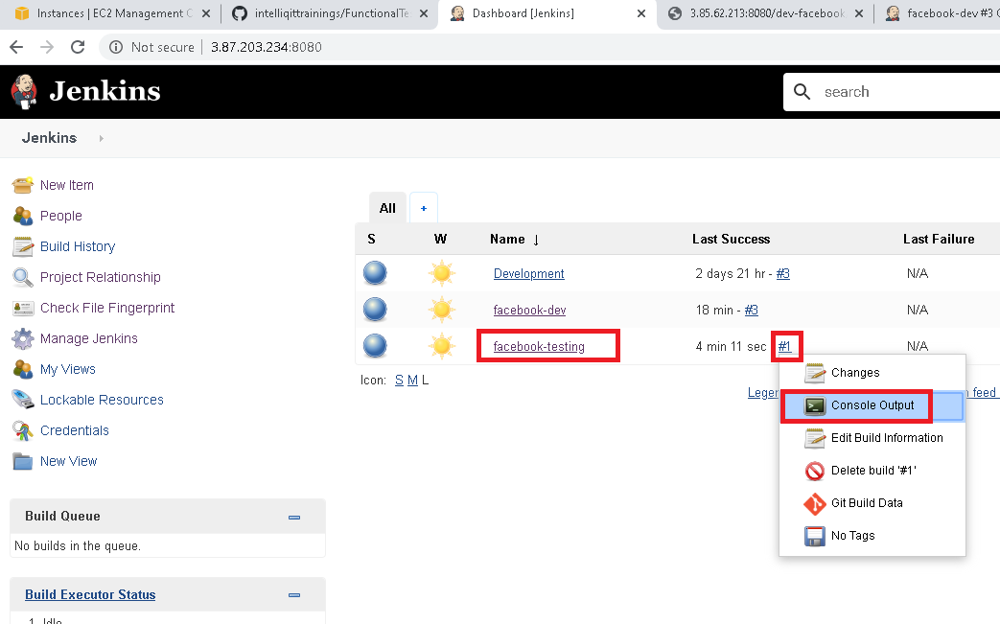 Instances | EC2 Management C
intelliqittrainings/FunctionalTes
Dashboard [Jenkins]
3.85.62.213:8080/dev-facebook
facebook-dev #3 C
Not secure | 3.87.203.234:8080
Jenkins
search
Jenkins
New Item
People
Build History
Project Relationship
Check File Fingerprint
Manage Jenkins
My Views
Lockable Resources
Credentials
New View
Build Queue
No builds in the queue.
Build Executor Status
1 Idle
All +
S W Name ↓ Last Success Last Failure
Development 2 days 21 hr - #3 N/A
facebook-dev 18 min - #3 N/A
facebook-testing 4 min 11 sec #1 N/A
Icon: S M L
Legen
feed
Changes
Console Output
Edit Build Information
Delete build '#1'
Git Build Data
No Tags